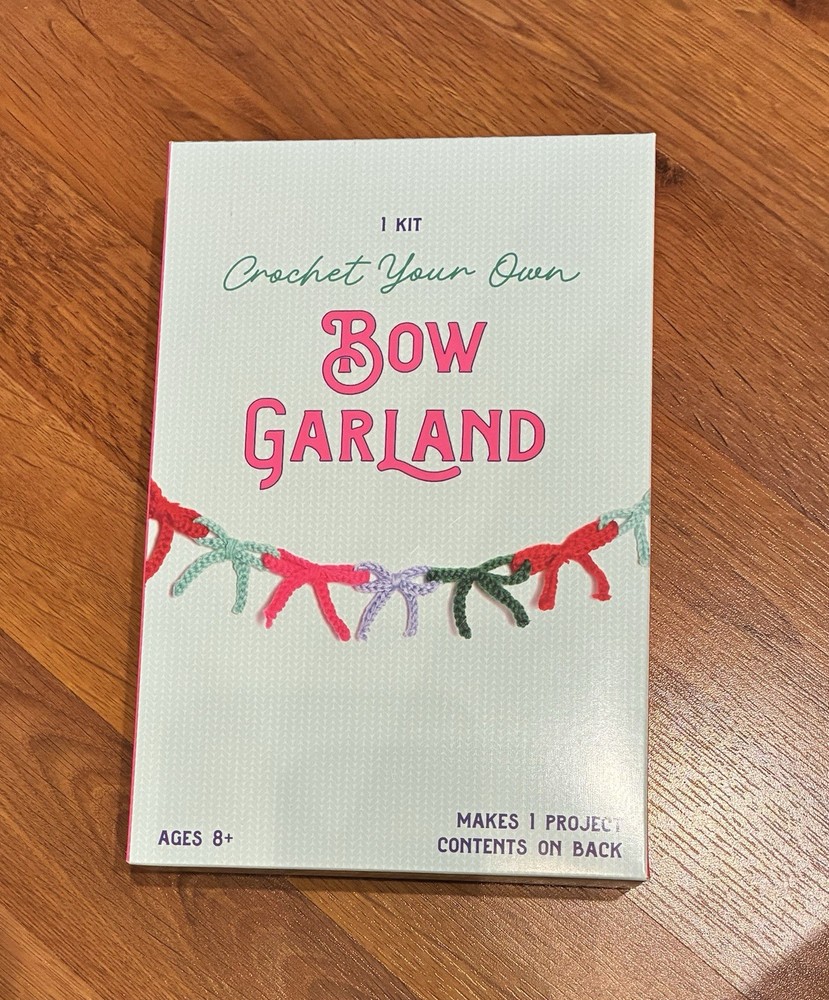 1 KIT
Crochet Your Own
BOW
GARLAND
AGES 8+
MAKES 1 PROJECT
CONTENTS ON BACK